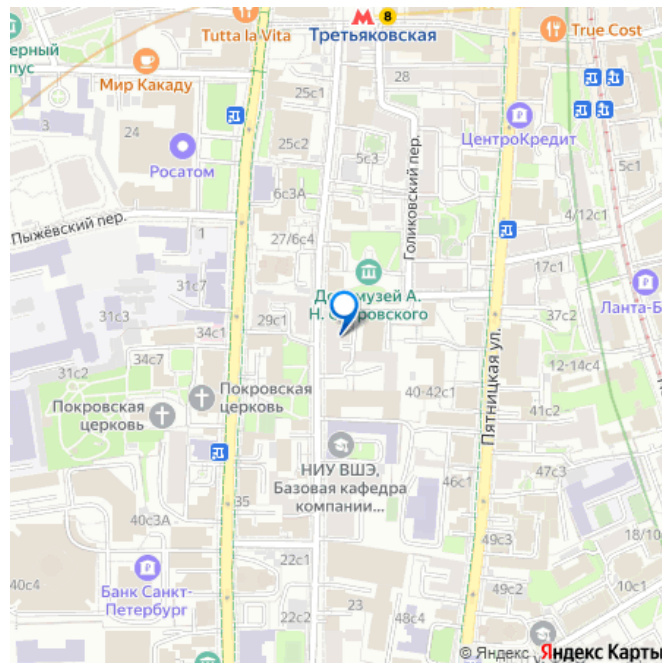 8
True Cost
Tutta la Vita
Третьяковская
ерный
пус
Мир Какаду
28
25с1
ЦентроКредит
3
24
25с2
5с3
Голиковский пер.
Росатом
5с1
6с3А
4/12с1
Пыжёвский пер.
1
27/6с4
17с1
31с7
Дом-музей А.
Н. Островского
Ланта-Б
31с3
34с1
29с1
Пятницкая ул.
34с7
12-14с4
31с2
Покровская
церковь
40-42с1
Покровская
церковь
41с2
НИУ ВШЭ,
Базовая кафедра
компании...
47с3
46с1
35
40с3А
18/10
49с3
22с1
40с4
Банк Санкт-
Петербург
49с2
10с1
23
22с2
48с4
© Яндекс Яндекс Карты